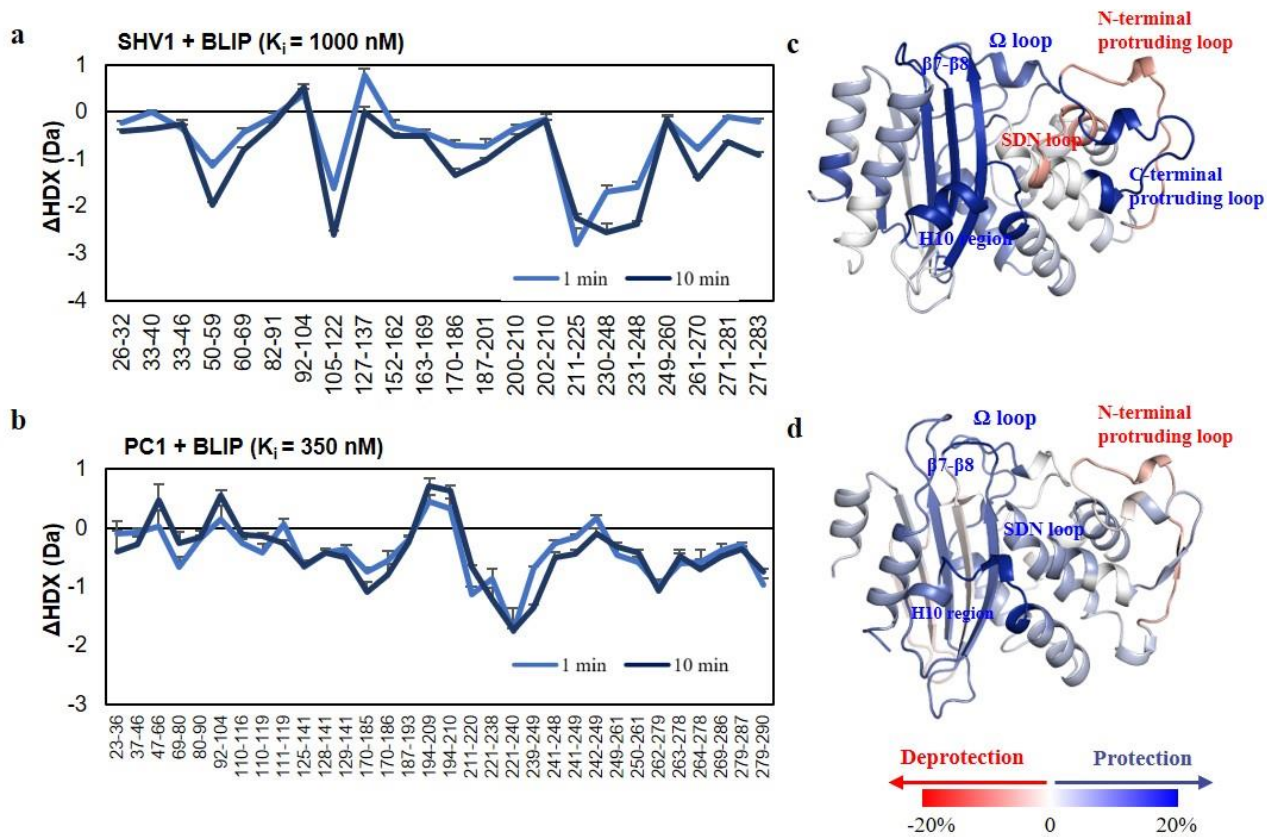 a
SHV1 + BLIP (Ki = 1000 nM)
ΔHDX (Da)
1
0
-1
-2
-3
-4
1 min
10 min
26-32
33-40
33-46
50-59
60-69
82-91
92-104
105-122
127-137
152-162
163-169
170-186
187-201
200-210
202-210
211-225
230-248
231-248
249-260
261-270
271-281
271-283
b
PC1 + BLIP (Ki = 350 nM)
ΔHDX (Da)
1
0
-1
-2
-3
1 min
10 min
23-36
37-46
47-66
69-80
80-90
92-104
110-116
110-119
111-119
125-141
128-141
129-141
170-185
170-186
187-193
194-209
194-210
211-220
221-238
221-240
239-249
241-248
241-249
242-249
249-261
250-261
262-279
263-278
264-278
269-286
279-287
279-290
c
N-terminal
protruding loop
Ω loop
β7-β8
SDN loop
C-terminal
protruding loop
H10 region
d
N-terminal
protruding loop
Ω loop
β7-β8
SDN loop
H10 region
Deprotection
Protection
-20%
0
20%